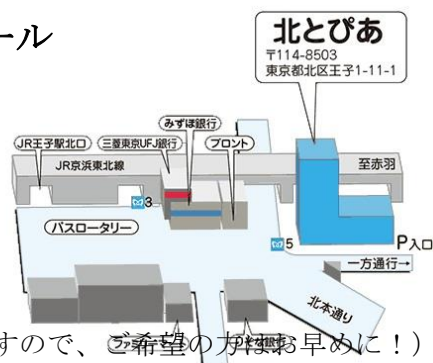 ール
北とぴあ
〒114-8503
東京都北区王子1-11-1
みずほ銀行
JR王子駅北口
三菱東京UFJ銀行
プロント
JR京浜東北線
至赤羽
3
バスロータリー
5
P入口
一方通行→
北本通り
すので、ご希望の方はお早めに！）